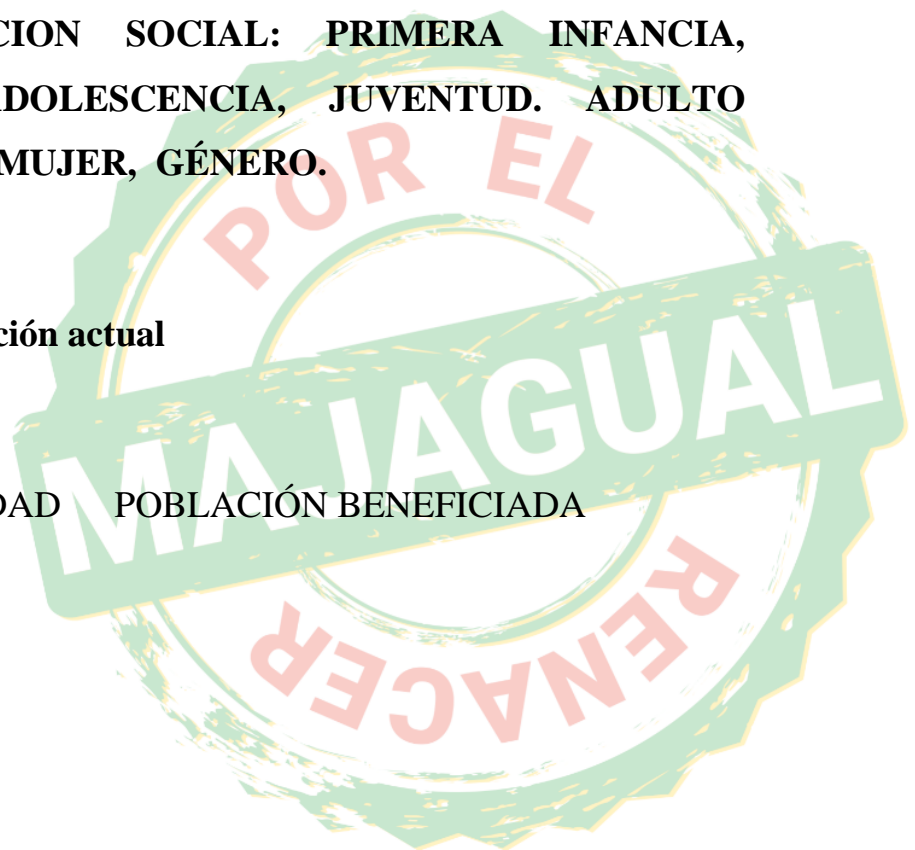 CION SOCIAL: PRIMERA INFANCIA,
ADOLESCENCIA, JUVENTUD. ADULTO
MUJER, GÉNERO.
POR EL
ción actual
MAJAGUAL
DAD POBLACIÓN BENEFICIADA
RENACER